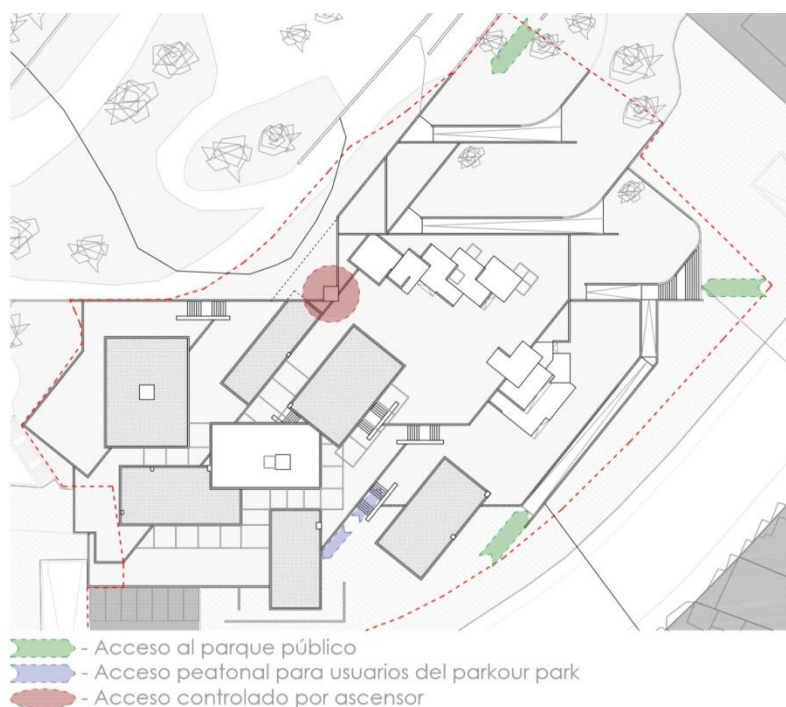 - Acceso al parque público
- Acceso peatonal para usuarios del parkour park
- Acceso controlado por ascensor